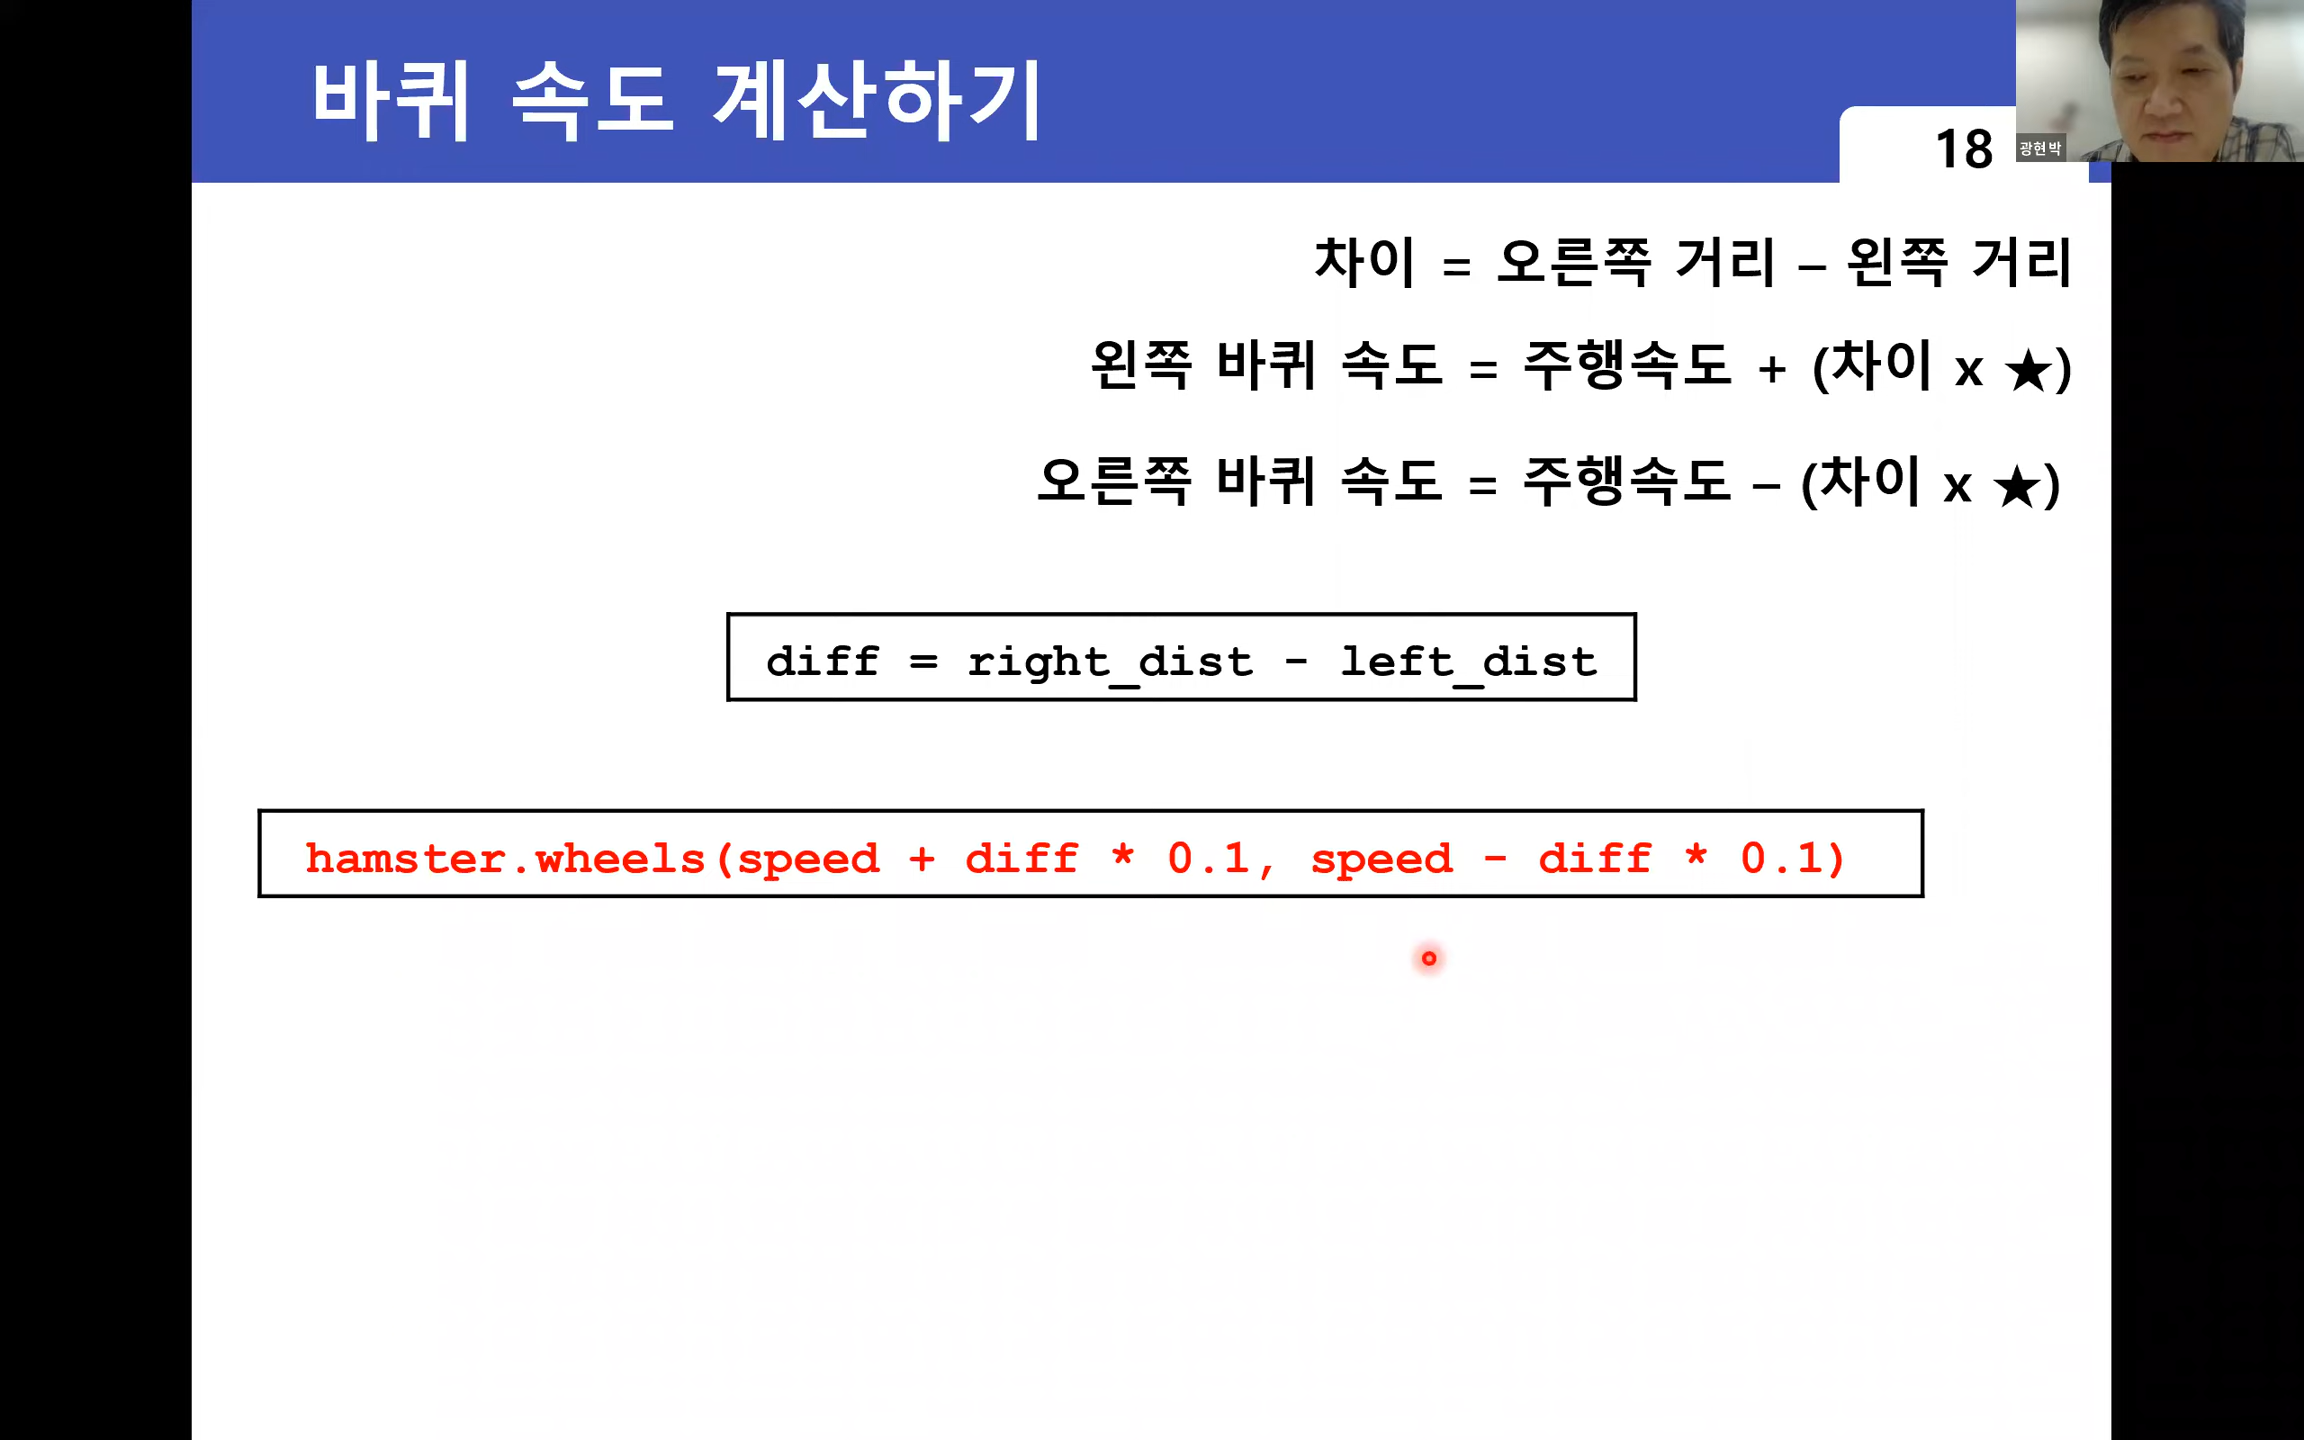 바퀴 속도 계산하기
18
광현박
차이 = 오른쪽 거리 – 왼쪽 거리
왼쪽 바퀴 속도 = 주행속도 + (차이 x ★)
오른쪽 바퀴 속도 = 주행속도 – (차이 x ★)
diff = right_dist - left_dist
hamster.wheels(speed + diff * 0.1, speed - diff * 0.1)